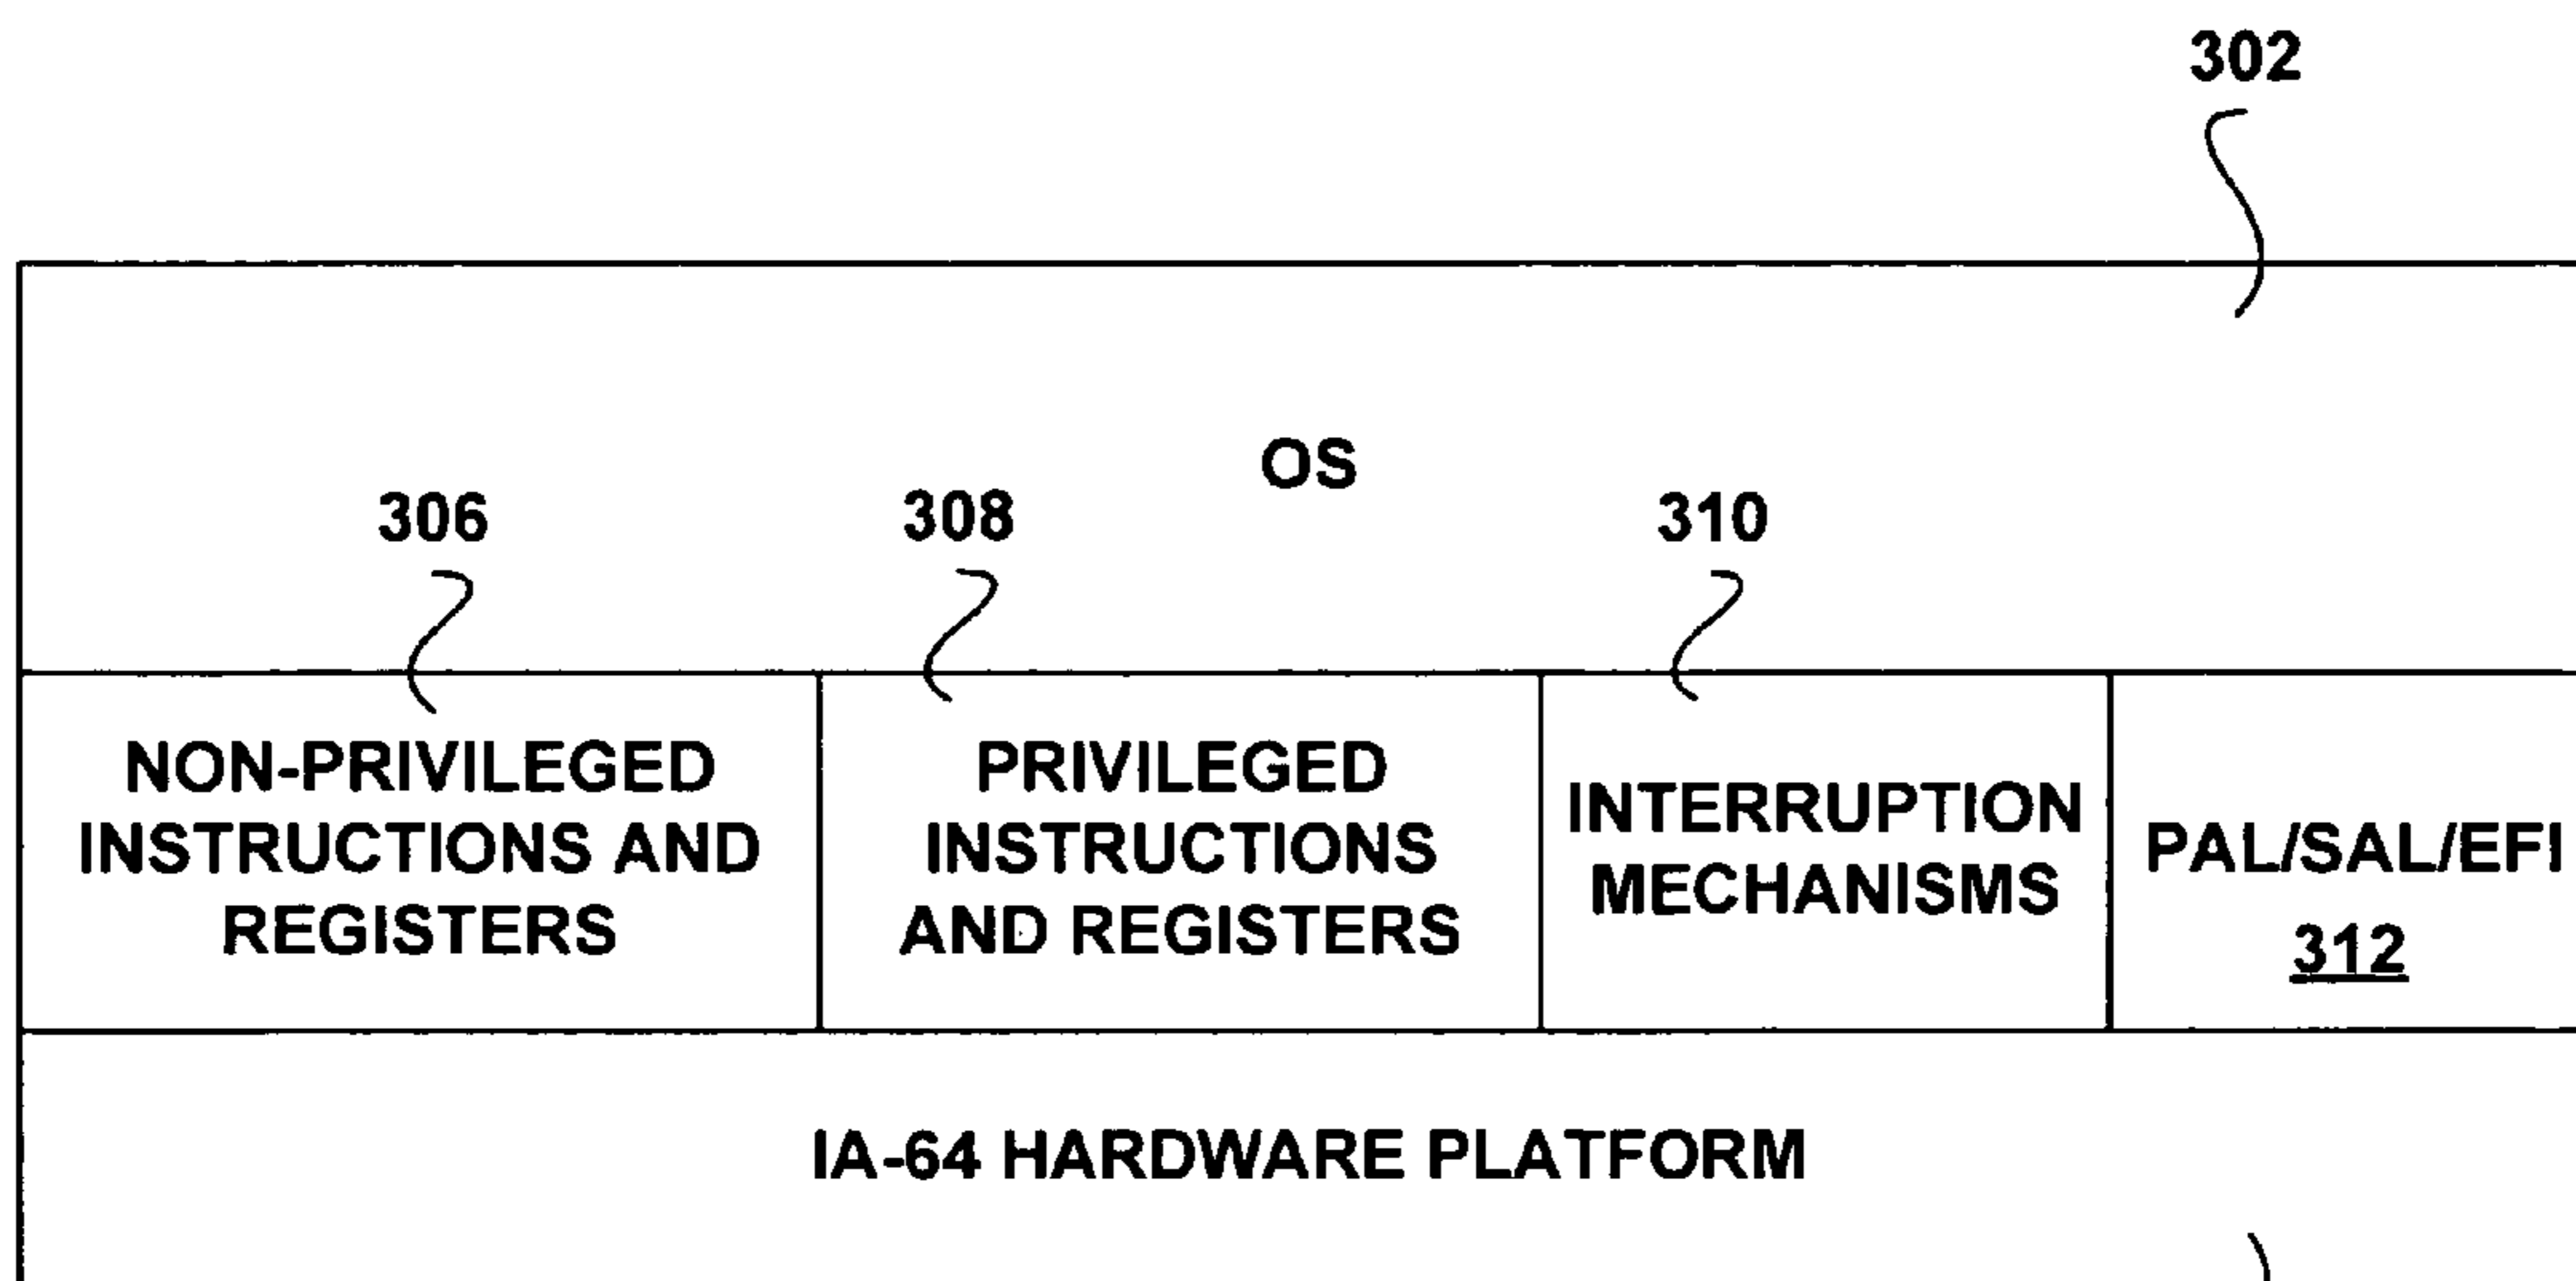 302
OS
306
308
310
NON-PRIVILEGED
INSTRUCTIONS AND
REGISTERS
PRIVILEGED
INSTRUCTIONS
AND REGISTERS
INTERRUPTION
MECHANISMS
PAL/SAL/EFI
312
IA-64 HARDWARE PLATFORM